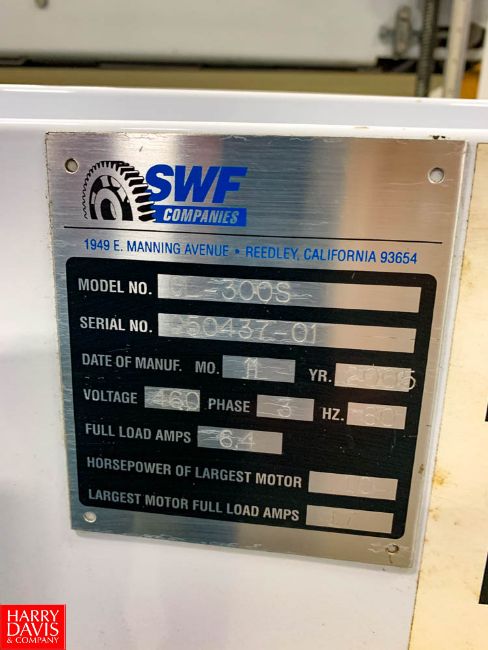 SWF
COMPANIES
1949 E. MANNING AVENUE • REEDLEY, CALIFORNIA 93654
MODEL NO. -300S
SERIAL NO. 50437-01
DATE OF MANUF. MO. 11 YR. 2005
VOLTAGE 460 PHASE 3 HZ. 60
FULL LOAD AMPS 6.4
HORSEPOWER OF LARGEST MOTOR
LARGEST MOTOR FULL LOAD AMPS
HARRY
DAVIS
& COMPANY